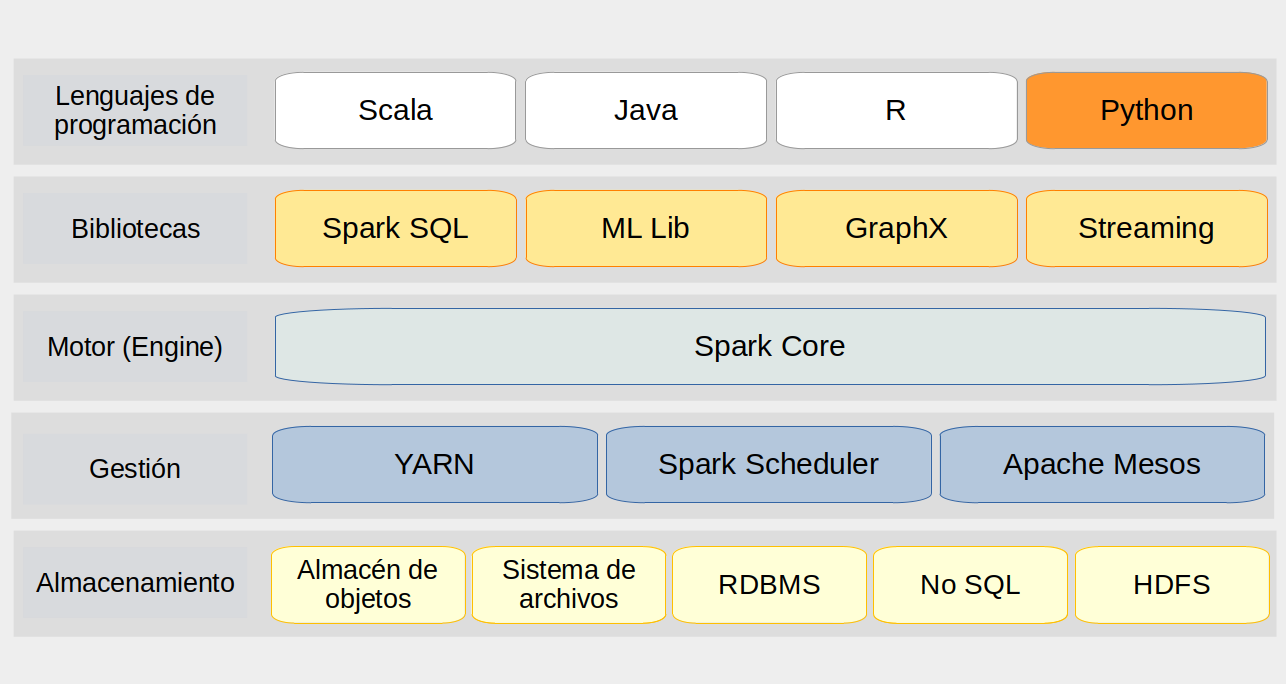 Lenguajes de
programación
Scala
Java
R
Python
Bibliotecas
Spark SQL
ML Lib
GraphX
Streaming
Motor (Engine)
Spark Core
Gestión
YARN
Spark Scheduler
Apache Mesos
Almacenamiento
Almacén de
objetos
Sistema de
archivos
RDBMS
No SQL
HDFS